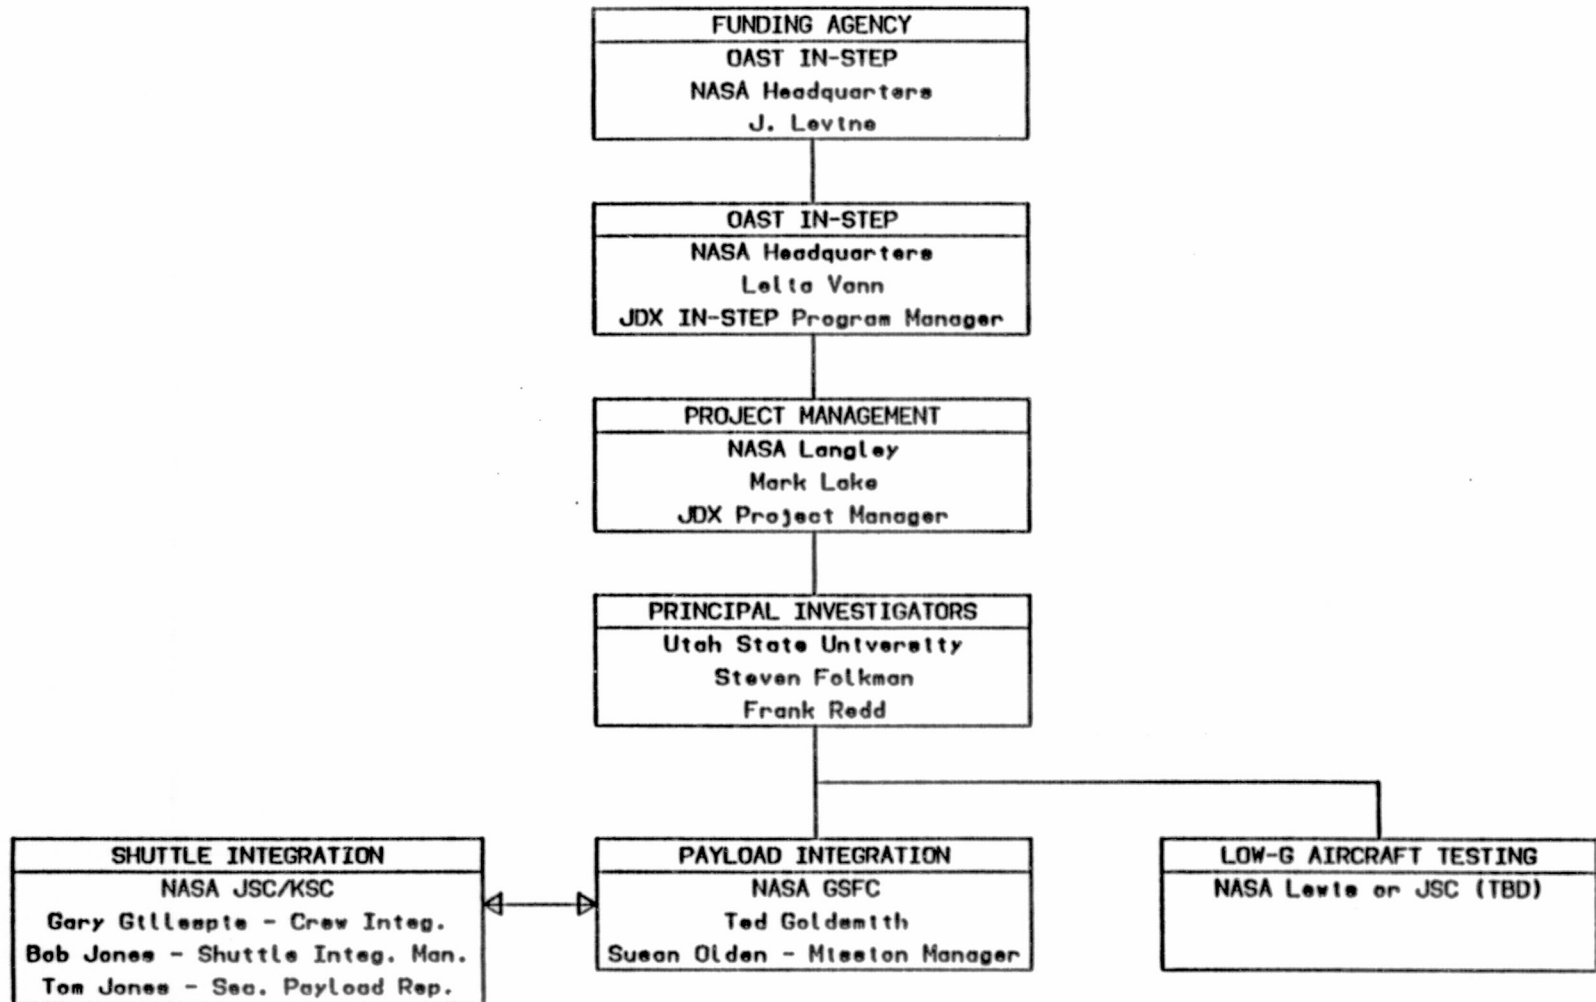 FUNDING AGENCY
OAST IN-STEP
NASA Headquarters
J. Levine
OAST IN-STEP
NASA Headquarters
Lelia Vann
JDX IN-STEP Program Manager
PROJECT MANAGEMENT
NASA Langley
Mark Lake
JDX Project Manager
PRINCIPAL INVESTIGATORS
Utah State University
Steven Folkman
Frank Redd
SHUTTLE INTEGRATION
NASA JSC/KSC
Gary Gillespie - Crew Integ.
Bob Jones - Shuttle Integ. Man.
Tom Jones - Sec. Payload Rep.
PAYLOAD INTEGRATION
NASA GSFC
Ted Goldsmith
Susan Olden - Mission Manager
LOW-G AIRCRAFT TESTING
NASA Lewis or JSC (TBD)